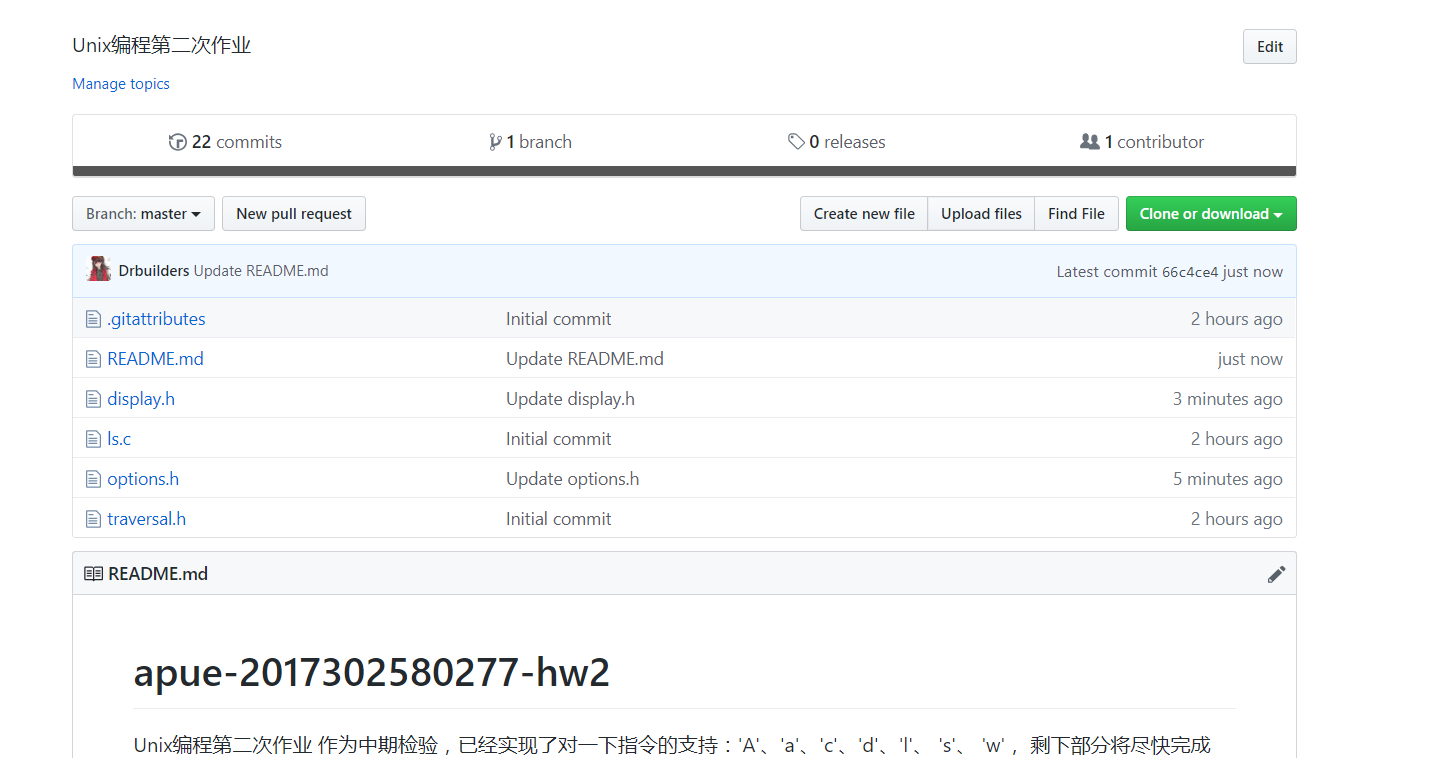 Unix编程第二次作业 Edit
Manage topics
22 commits 1 branch 0 releases 1 contributor
Branch: master New pull request Create new file Upload files Find File Clone or download
Drbuilders Update README.md Latest commit 66c4ce4 just now
.gitattributes Initial commit 2 hours ago
README.md Update README.md just now
display.h Update display.h 3 minutes ago
ls.c Initial commit 2 hours ago
options.h Update options.h 5 minutes ago
traversal.h Initial commit 2 hours ago
README.md
apue-2017302580277-hw2
Unix编程第二次作业 作为中期检验，已经实现了对一下指令的支持：'A'、'a'、'c'、'd'、'l'、 's'、 'w'， 剩下部分将尽快完成